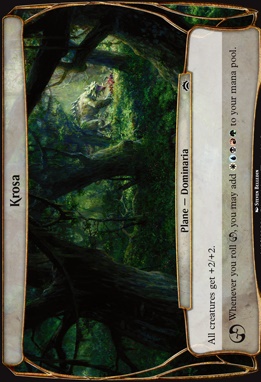 Krosa
Plane — Dominaria
All creatures get +2/+2.
Whenever you roll , you may add to your mana pool.
Steven Belledin